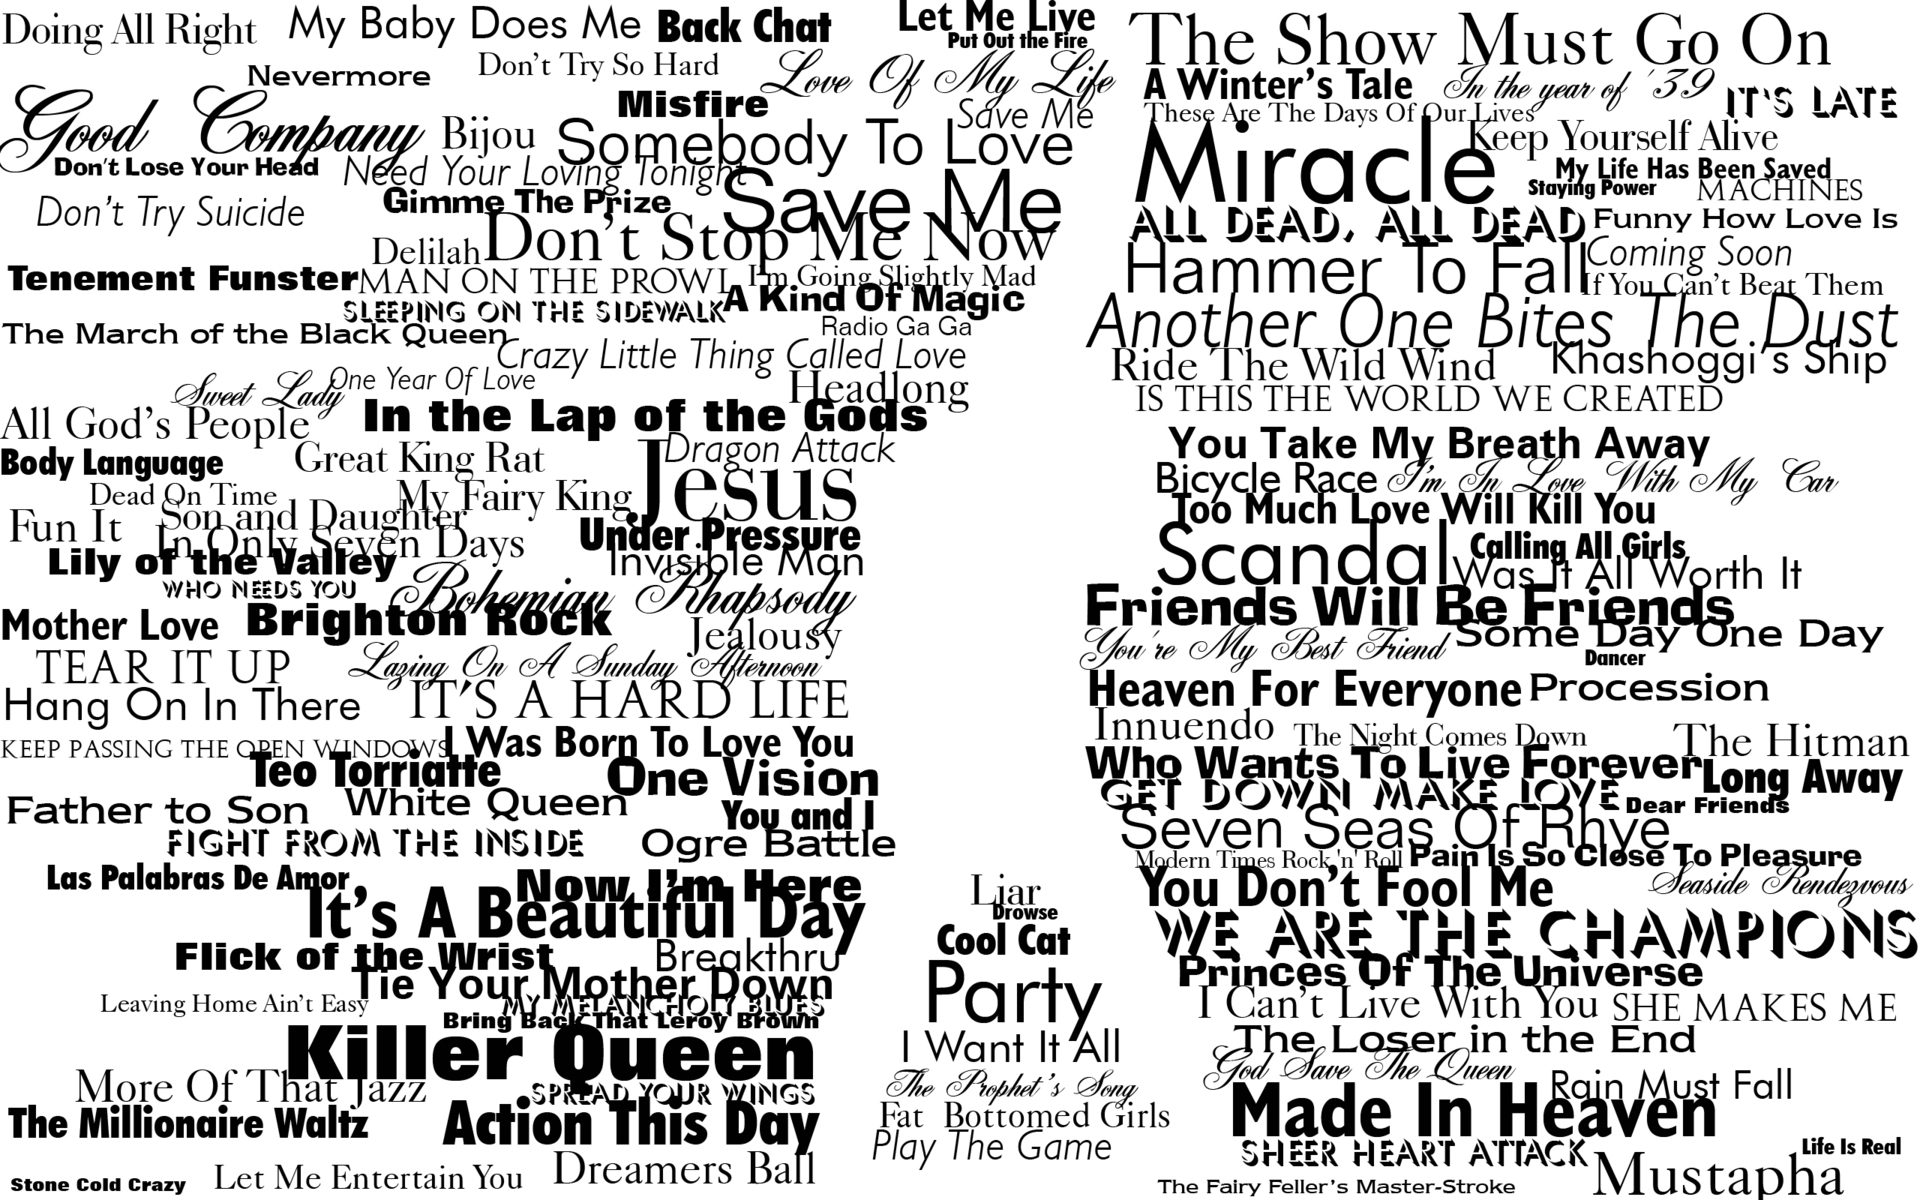 Doing All Right
My Baby Does Me
Back Chat
Let Me Live
Put Out the Fire
Nevermore
Don't Try So Hard
Love Of My Life
Good Company
Misfire
Save Me
Bijou
Somebody To Love
Don't Lose Your Head
Need Your Loving Tonight
Gimme The Prize
Save Me
Don't Try Suicide
Delilah
Don't Stop Me Now
Tenement Funster
MAN ON THE PROWL
I'm Going Slightly Mad
SLEEPING ON THE SIDEWALK
A Kind Of Magic
The March of the Black Queen
Radio Ga Ga
Crazy Little Thing Called Love
Sweet Lady
One Year Of Love
Headlong
All God's People
In the Lap of the Gods
Dragon Attack
Body Language
Great King Rat
Jesus
Dead On Time
My Fairy King
Fun It
Son and Daughter
In Only Seven Days
Under Pressure
Lily of the Valley
Invisible Man
WHO NEEDS YOU
Bohemian Rhapsody
Mother Love
Brighton Rock
Jealousy
TEAR IT UP
Lazing On A Sunday Afternoon
Hang On In There
IT'S A HARD LIFE
KEEP PASSING THE OPEN WINDOWS
I Was Born To Love You
Teo Torriatte
One Vision
Father to Son
White Queen
You and I
FIGHT FROM THE INSIDE
Ogre Battle
Las Palabras De Amor
Now I'm Here
It's A Beautiful Day
Flick of the Wrist
Breakthru
Tie Your Mother Down
Leaving Home Ain't Easy
MY MELANCHOLY BLUES
Bring Back That Leroy Brown
Killer Queen
More Of That Jazz
SPREAD YOUR WINGS
The Millionaire Waltz
Action This Day
Stone Cold Crazy
Let Me Entertain You
Dreamers Ball
Liar
Drowse
Cool Cat
Party
I Want It All
The Prophet's Song
Fat Bottomed Girls
Play The Game
The Show Must Go On
A Winter's Tale
In the year of '39
IT'S LATE
These Are The Days Of Our Lives
Miracle
Keep Yourself Alive
My Life Has Been Saved
Staying Power
MACHINES
ALL DEAD, ALL DEAD
Funny How Love Is
Hammer To Fall
Coming Soon
If You Can't Beat Them
Another One Bites The Dust
Ride The Wild Wind
Khashoggi's Ship
IS THIS THE WORLD WE CREATED
You Take My Breath Away
Bicycle Race
I'm In Love With My Car
Too Much Love Will Kill You
Scandal
Calling All Girls
Was It All Worth It
Friends Will Be Friends
You're My Best Friend
Some Day One Day
Dancer
Heaven For Everyone
Procession
Innuendo
The Night Comes Down
The Hitman
Who Wants To Live Forever
Long Away
GET DOWN MAKE LOVE
Dear Friends
Seven Seas Of Rhye
Modern Times Rock 'n' Roll
Pain Is So Close To Pleasure
You Don't Fool Me
Seaside Rendezvous
WE ARE THE CHAMPIONS
Princes Of The Universe
I Can't Live With You
SHE MAKES ME
The Loser in the End
God Save The Queen
Rain Must Fall
Made In Heaven
SHEER HEART ATTACK
Life Is Real
Mustapha
The Fairy Feller's Master-Stroke